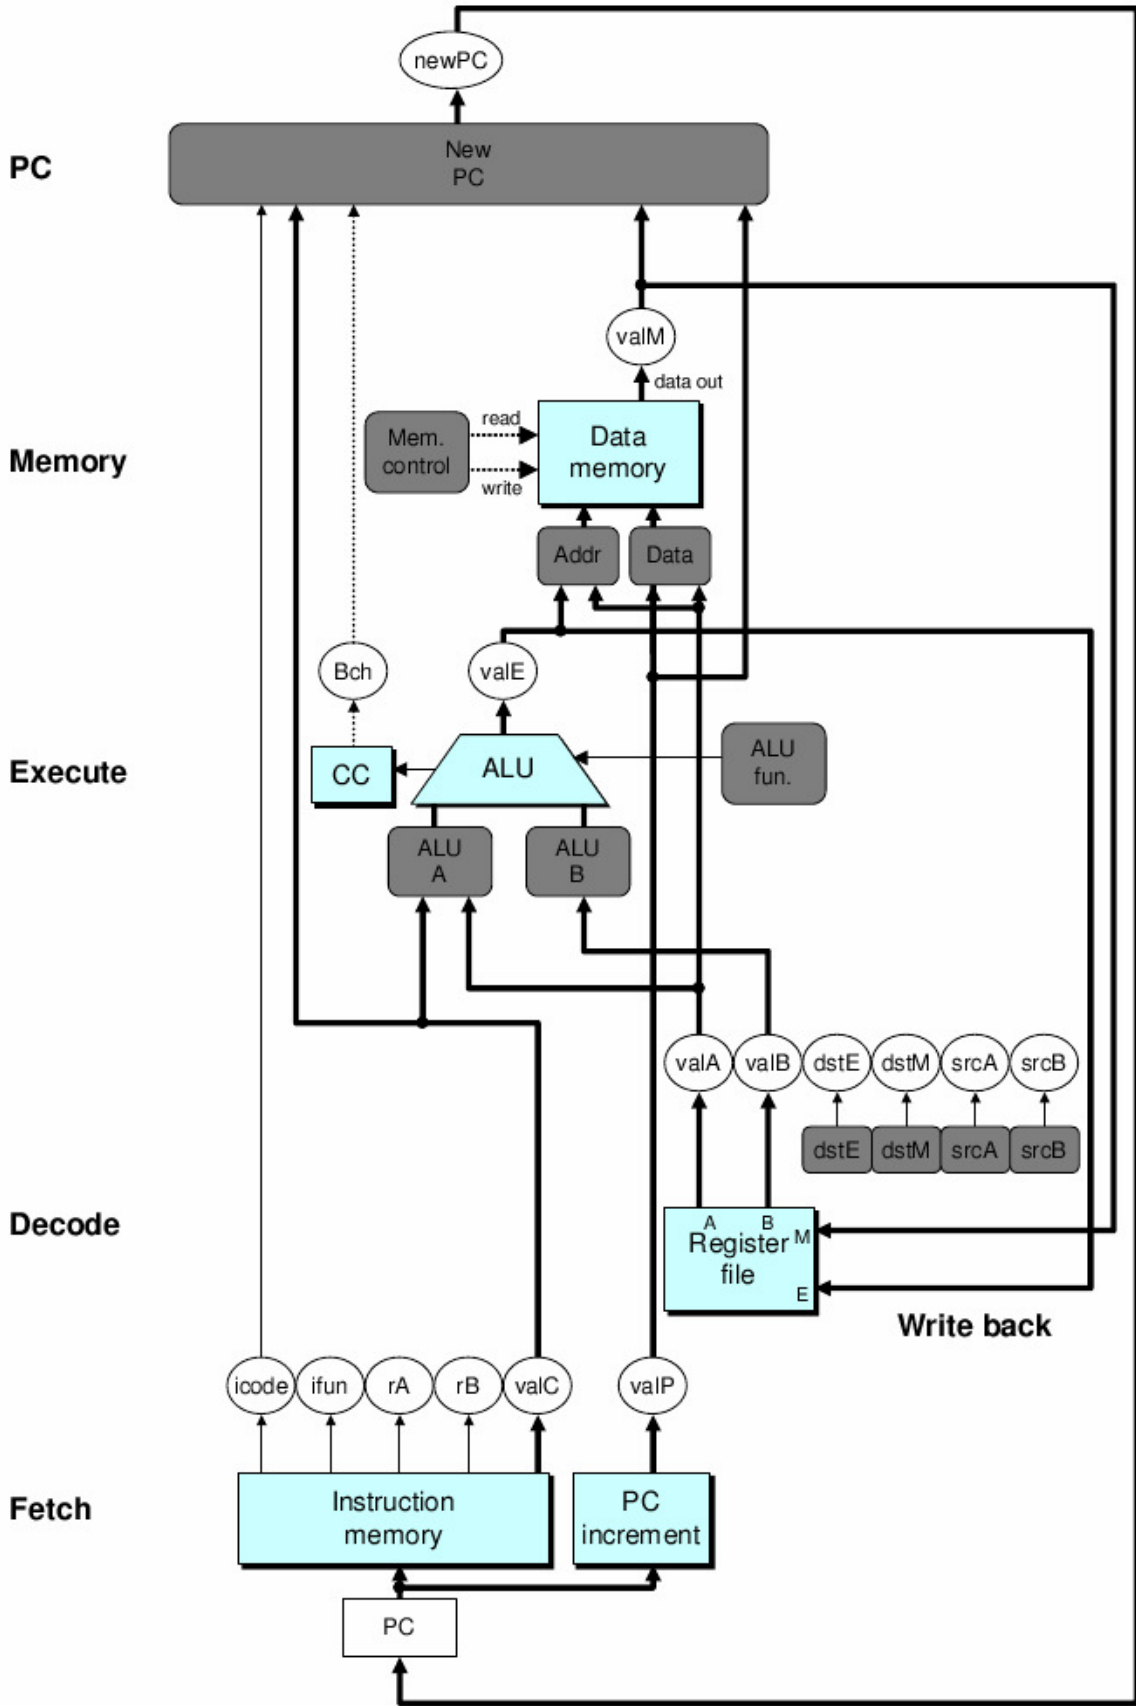 newPC
New
PC
PC
valM
data out
read
Mem.
control
write
Data
memory
Memory
Addr
Data
Bch
valE
ALU
fun.
CC
ALU
Execute
ALU
A
ALU
B
valA
valB
dstE
dstM
srcA
srcB
dstE
dstM
srcA
srcB
Decode
A
B
M
Register
file
E
Write back
icode
ifun
rA
rB
valC
valP
Fetch
Instruction
memory
PC
increment
PC